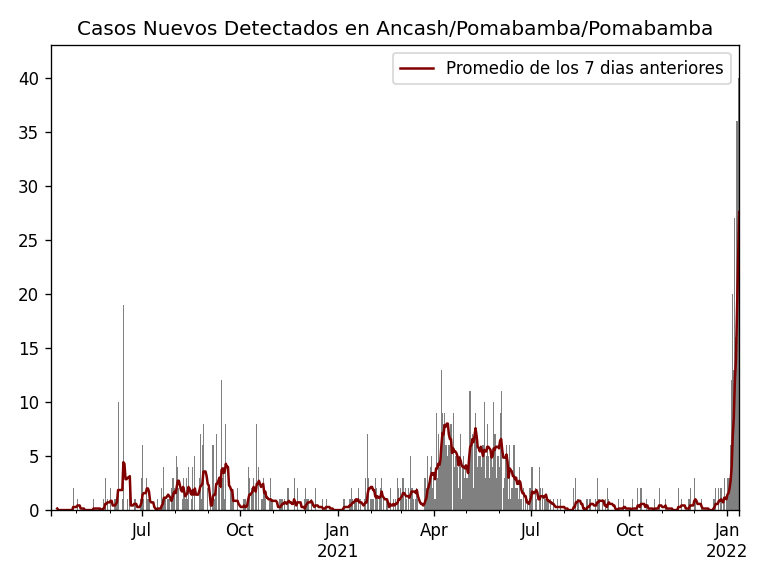 Casos Nuevos Detectados en Ancash/Pomabamba/Pomabamba
Promedio de los 7 dias anteriores
40
35
30
25
20
15
10
5
0
Jul
Oct
Jan
2021
Apr
Jul
Oct
Jan
2022